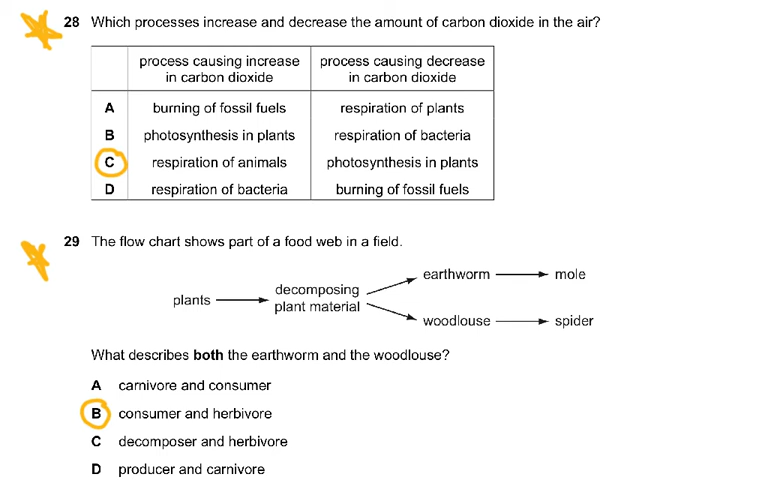 28 Which processes increase and decrease the amount of carbon dioxide in the air?
process causing increase process causing decrease
in carbon dioxide in carbon dioxide
A burning of fossil fuels respiration of plants
B photosynthesis in plants respiration of bacteria
C respiration of animals photosynthesis in plants
D respiration of bacteria burning of fossil fuels
29 The flow chart shows part of a food web in a field.
earthworm mole
plants decomposing
plant material
woodlouse spider
What describes both the earthworm and the woodlouse?
A carnivore and consumer
B consumer and herbivore
C decomposer and herbivore
D producer and carnivore